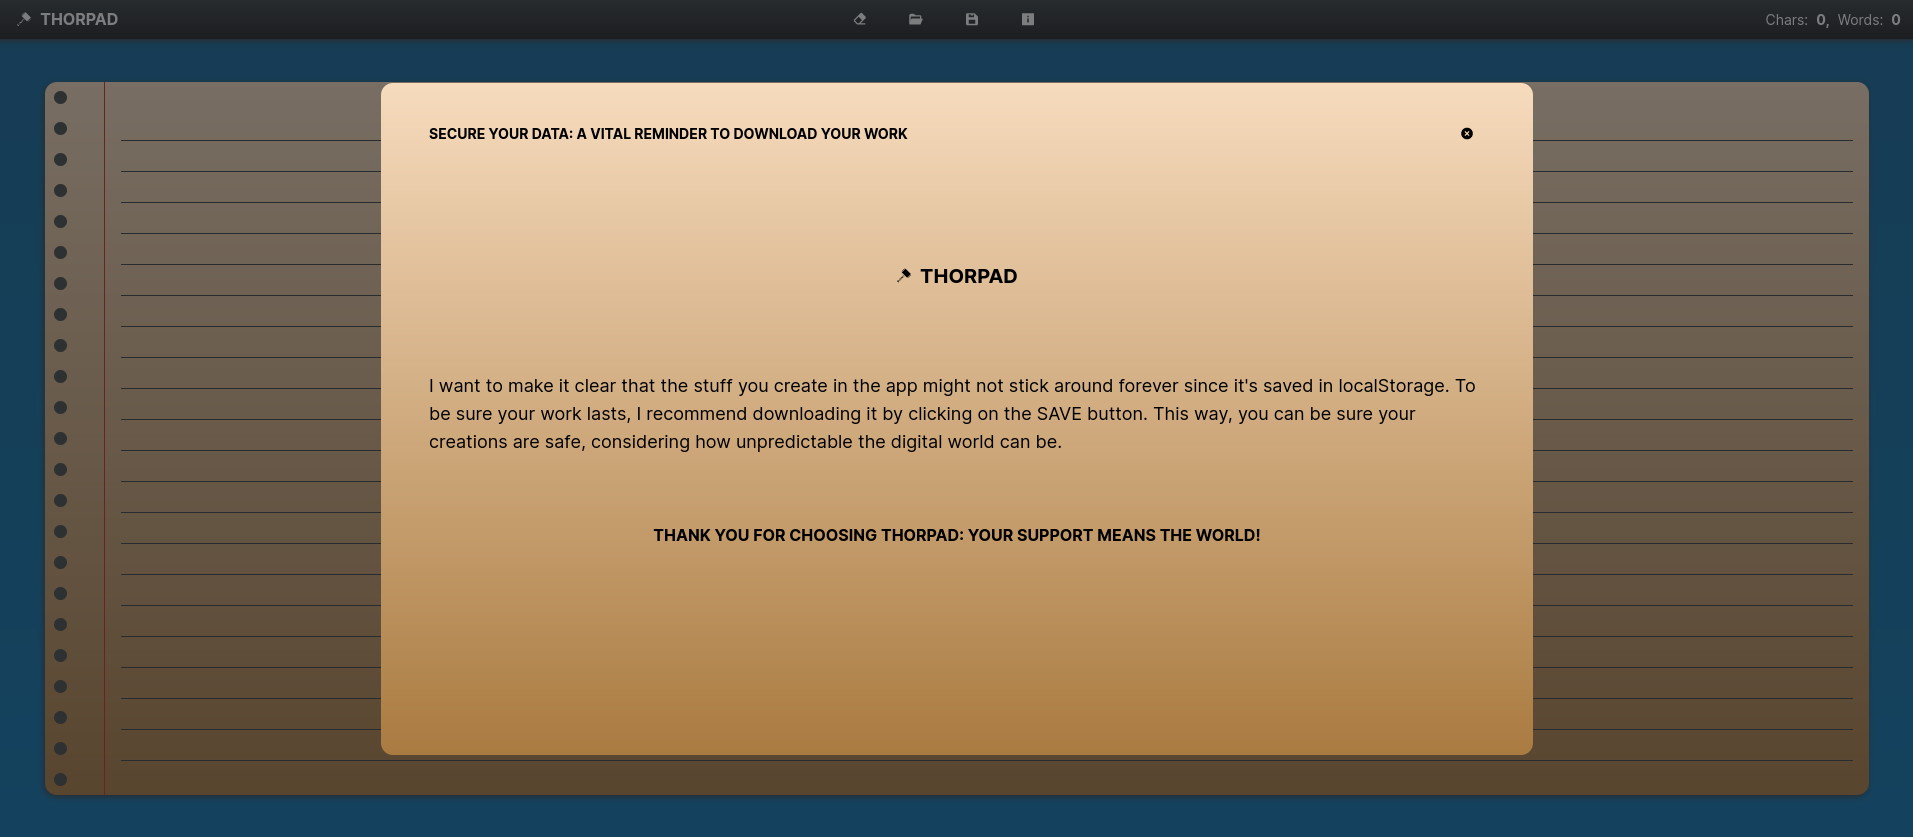 THORPAD
Chars: 0, Words: 0
SECURE YOUR DATA: A VITAL REMINDER TO DOWNLOAD YOUR WORK
THORPAD
I want to make it clear that the stuff you create in the app might not stick around forever since it's saved in localStorage. To
be sure your work lasts, I recommend downloading it by clicking on the SAVE button. This way, you can be sure your
creations are safe, considering how unpredictable the digital world can be.
THANK YOU FOR CHOOSING THORPAD: YOUR SUPPORT MEANS THE WORLD!